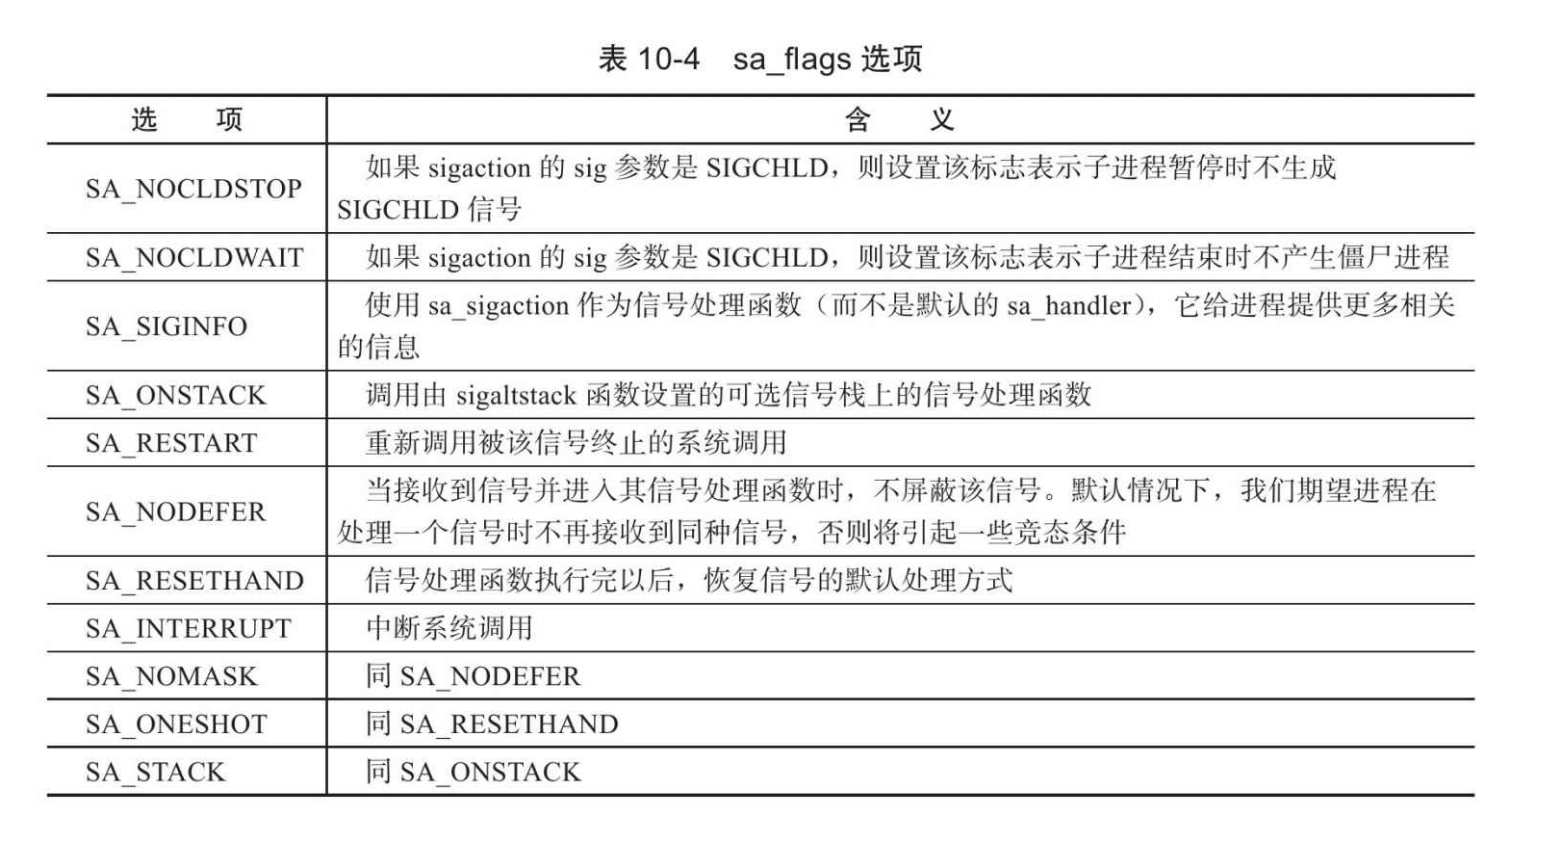 表 10-4 sa_flags 选项
选 项 含 义
SA_NOCLDSTOP 如果 sigaction 的 sig 参数是 SIGCHLD，则设置该标志表示子进程暂停时不生成
SIGCHLD 信号
SA_NOCLDWAIT 如果 sigaction 的 sig 参数是 SIGCHLD，则设置该标志表示子进程结束时不产生僵尸进程
SA_SIGINFO 使用 sa_sigaction 作为信号处理函数（而不是默认的 sa_handler），它给进程提供更多相关
的信息
SA_ONSTACK 调用由 sigaltstack 函数设置的可选信号栈上的信号处理函数
SA_RESTART 重新调用被该信号终止的系统调用
SA_NODEFER 当接收到信号并进入其信号处理函数时，不屏蔽该信号。默认情况下，我们期望进程在
处理一个信号时不再接收到同种信号，否则将引起一些竞态条件
SA_RESETHAND 信号处理函数执行完以后，恢复信号的默认处理方式
SA_INTERRUPT 中断系统调用
SA_NOMASK 同 SA_NODEFER
SA_ONESHOT 同 SA_RESETHAND
SA_STACK 同 SA_ONSTACK